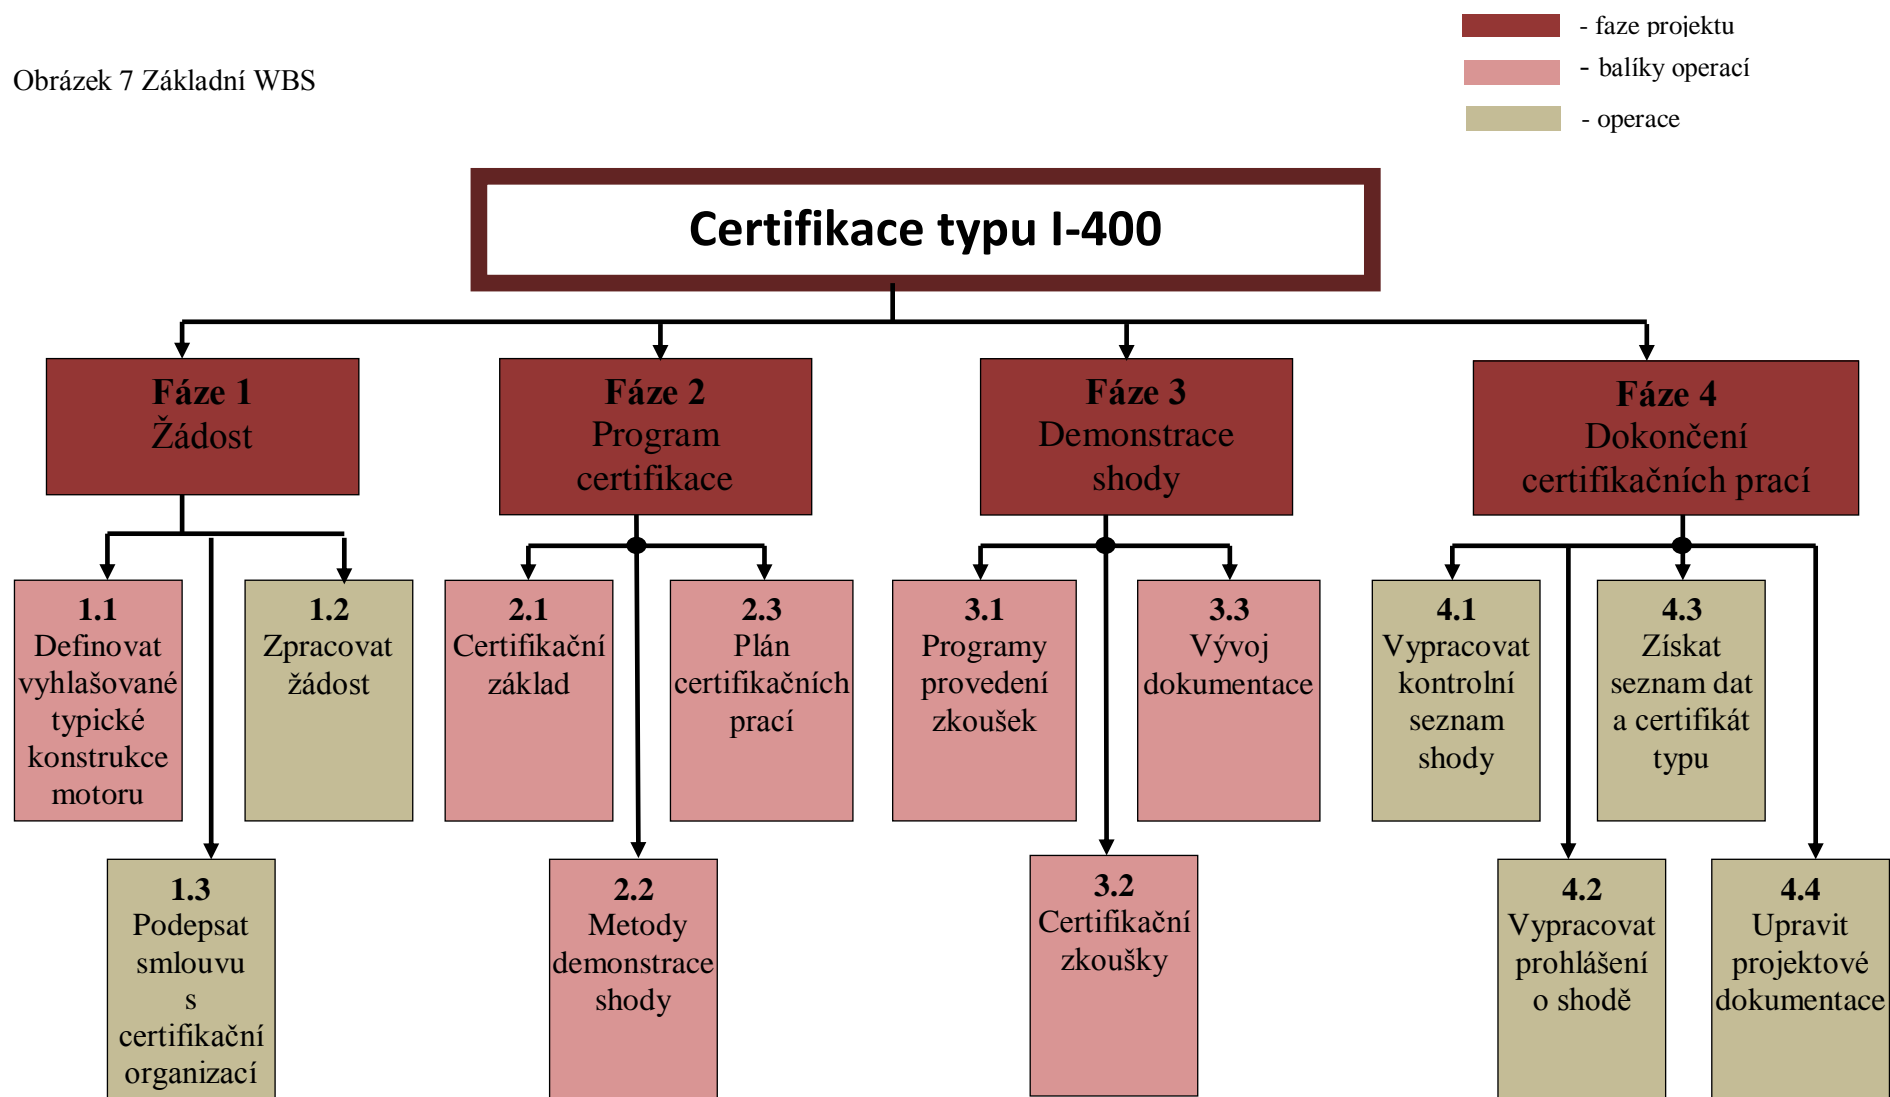 - faze projektu
Obrázek 7 Základní WBS
- balíky operací
- operace
Certifikace typu I-400
Fáze 1
Žádost
Fáze 2
Program
certifikace
Fáze 3
Demonstrace
shody
Fáze 4
Dokončení
certifikačních prací
1.1
Definovat
vyhlašované
typické
konstrukce
motoru
1.2
Zpracovat
žádost
2.1
Certifikační
základ
2.3
Plán
certifikačních
prací
3.1
Programy
provedení
zkoušek
3.3
Vývoj
dokumentace
4.1
Vypracovat
kontrolní
seznam
shody
4.3
Získat
seznam dat
a certifikát
typu
1.3
Podepsat
smlouvu
s
certifikační
organizací
2.2
Metody
demonstrace
shody
3.2
Certifikační
zkoušky
4.2
Vypracovat
prohlášení
o shodě
4.4
Upravit
projektové
dokumentace